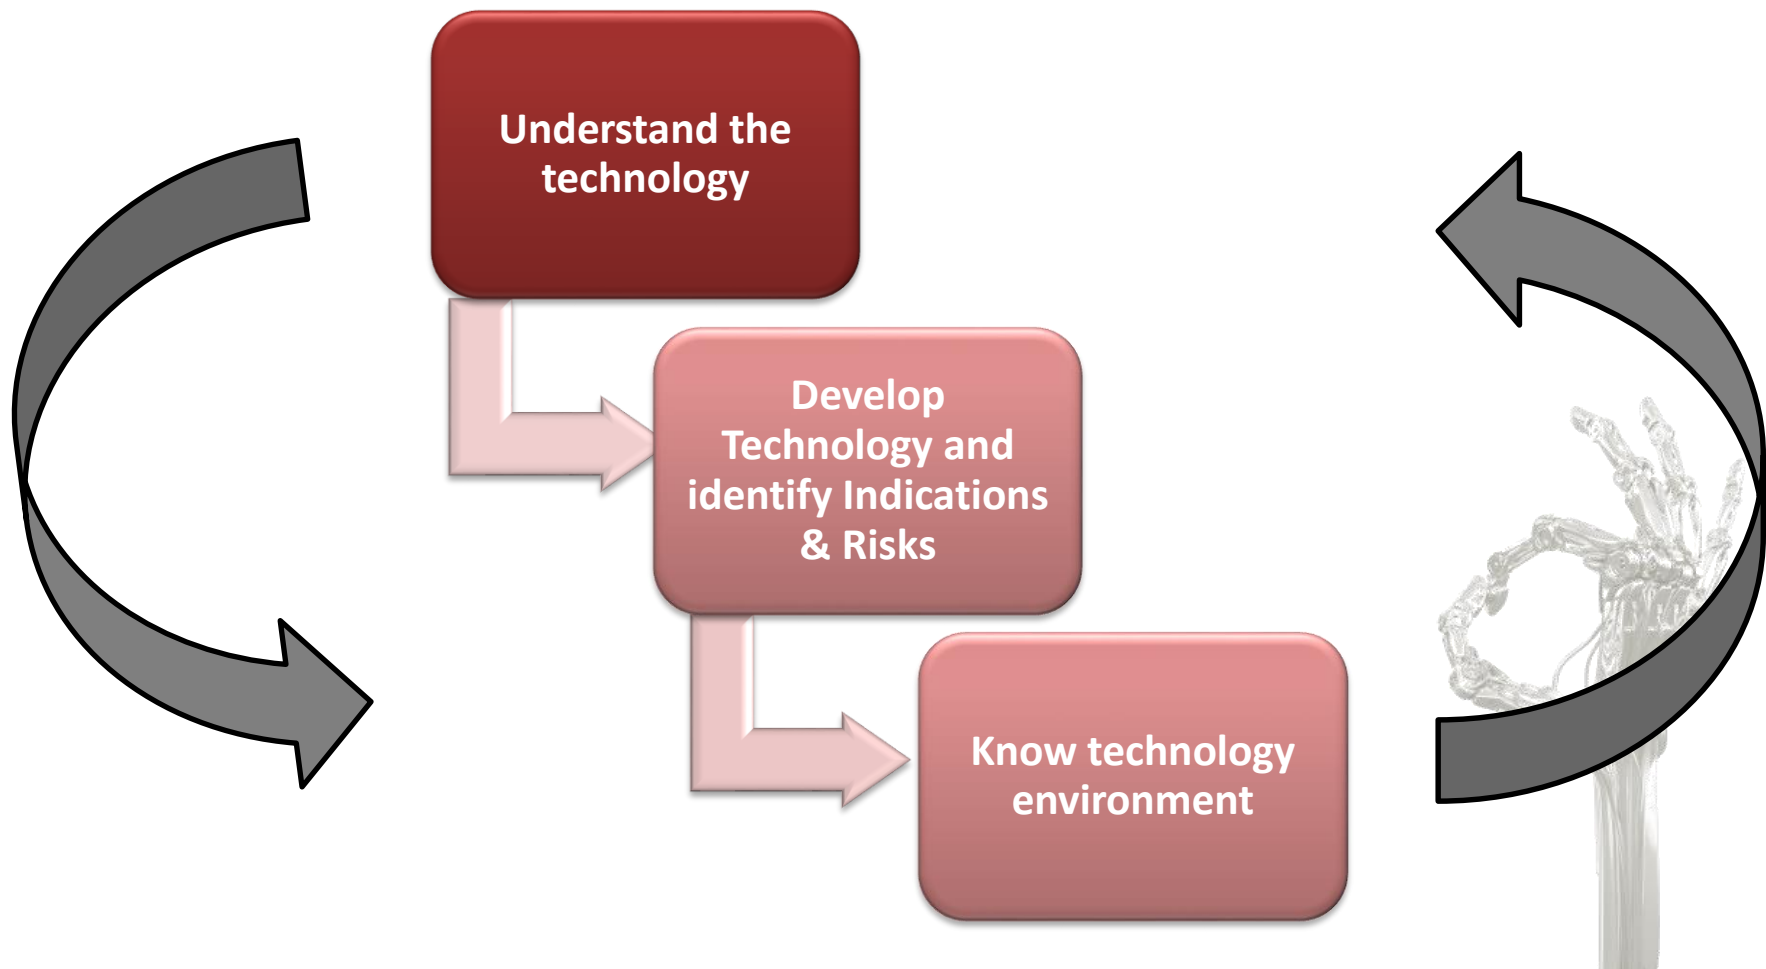 Understand the
technology
Develop
Technology and
identify Indications
& Risks
Know technology
environment